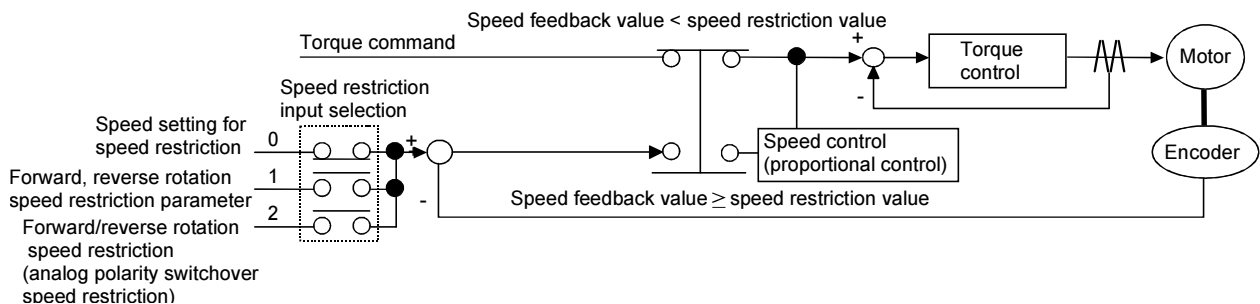 Speed feedback value < speed restriction value
Torque command
+
-
Torque
control
Motor
Encoder
Speed restriction
input selection
Speed setting for
speed restriction
0
Forward, reverse rotation
speed restriction parameter
1
2
Forward/reverse rotation
speed restriction
(analog polarity switchover
speed restriction)
+
-
Speed control
(proportional control)
Speed feedback value ≥ speed restriction value